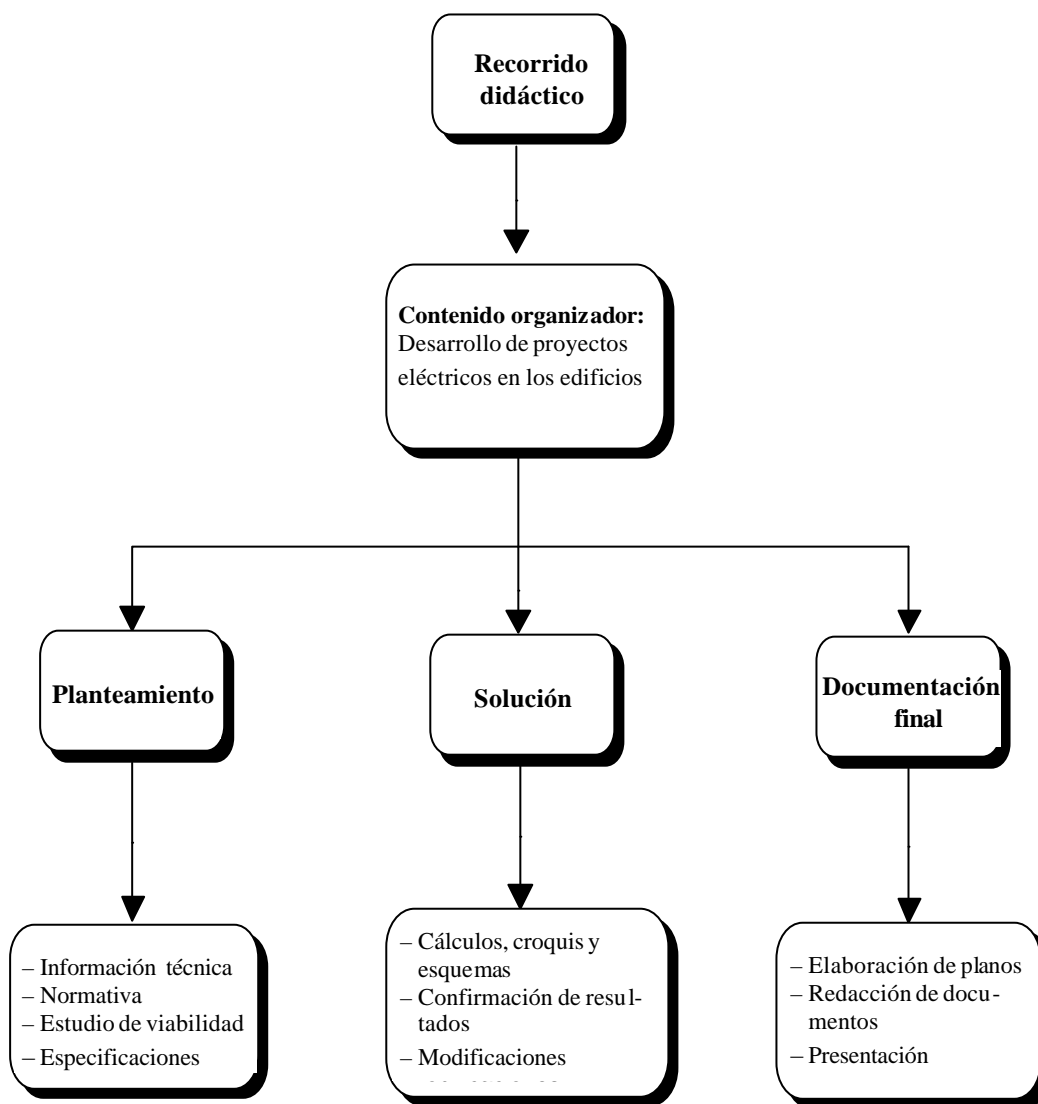 Recorrido
didáctico
Contenido organizador:
Desarrollo de proyectos
eléctricos en los edificios
Planteamiento
Solución
Documentación
final
– Información técnica
– Normativa
– Estudio de viabilidad
– Especificaciones
– Cálculos, croquis y
esquemas
– Confirmación de resul-
tados
– Modificaciones
– Elaboración de planos
– Redacción de docu-
mentos
– Presentación